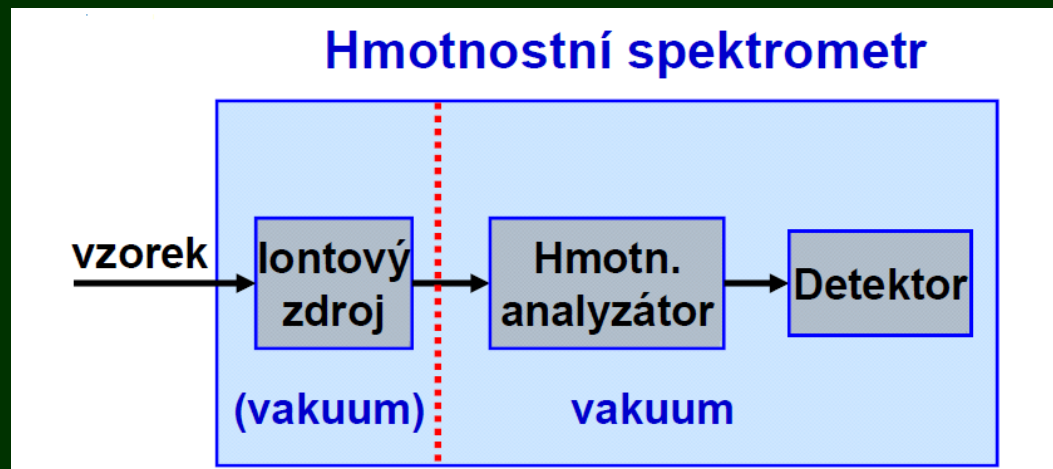 Hmotnostní spektrometr
vzorek
Iontový
zdroj
Hmotn.
analyzátor
Detektor
(vakuum)
vakuum